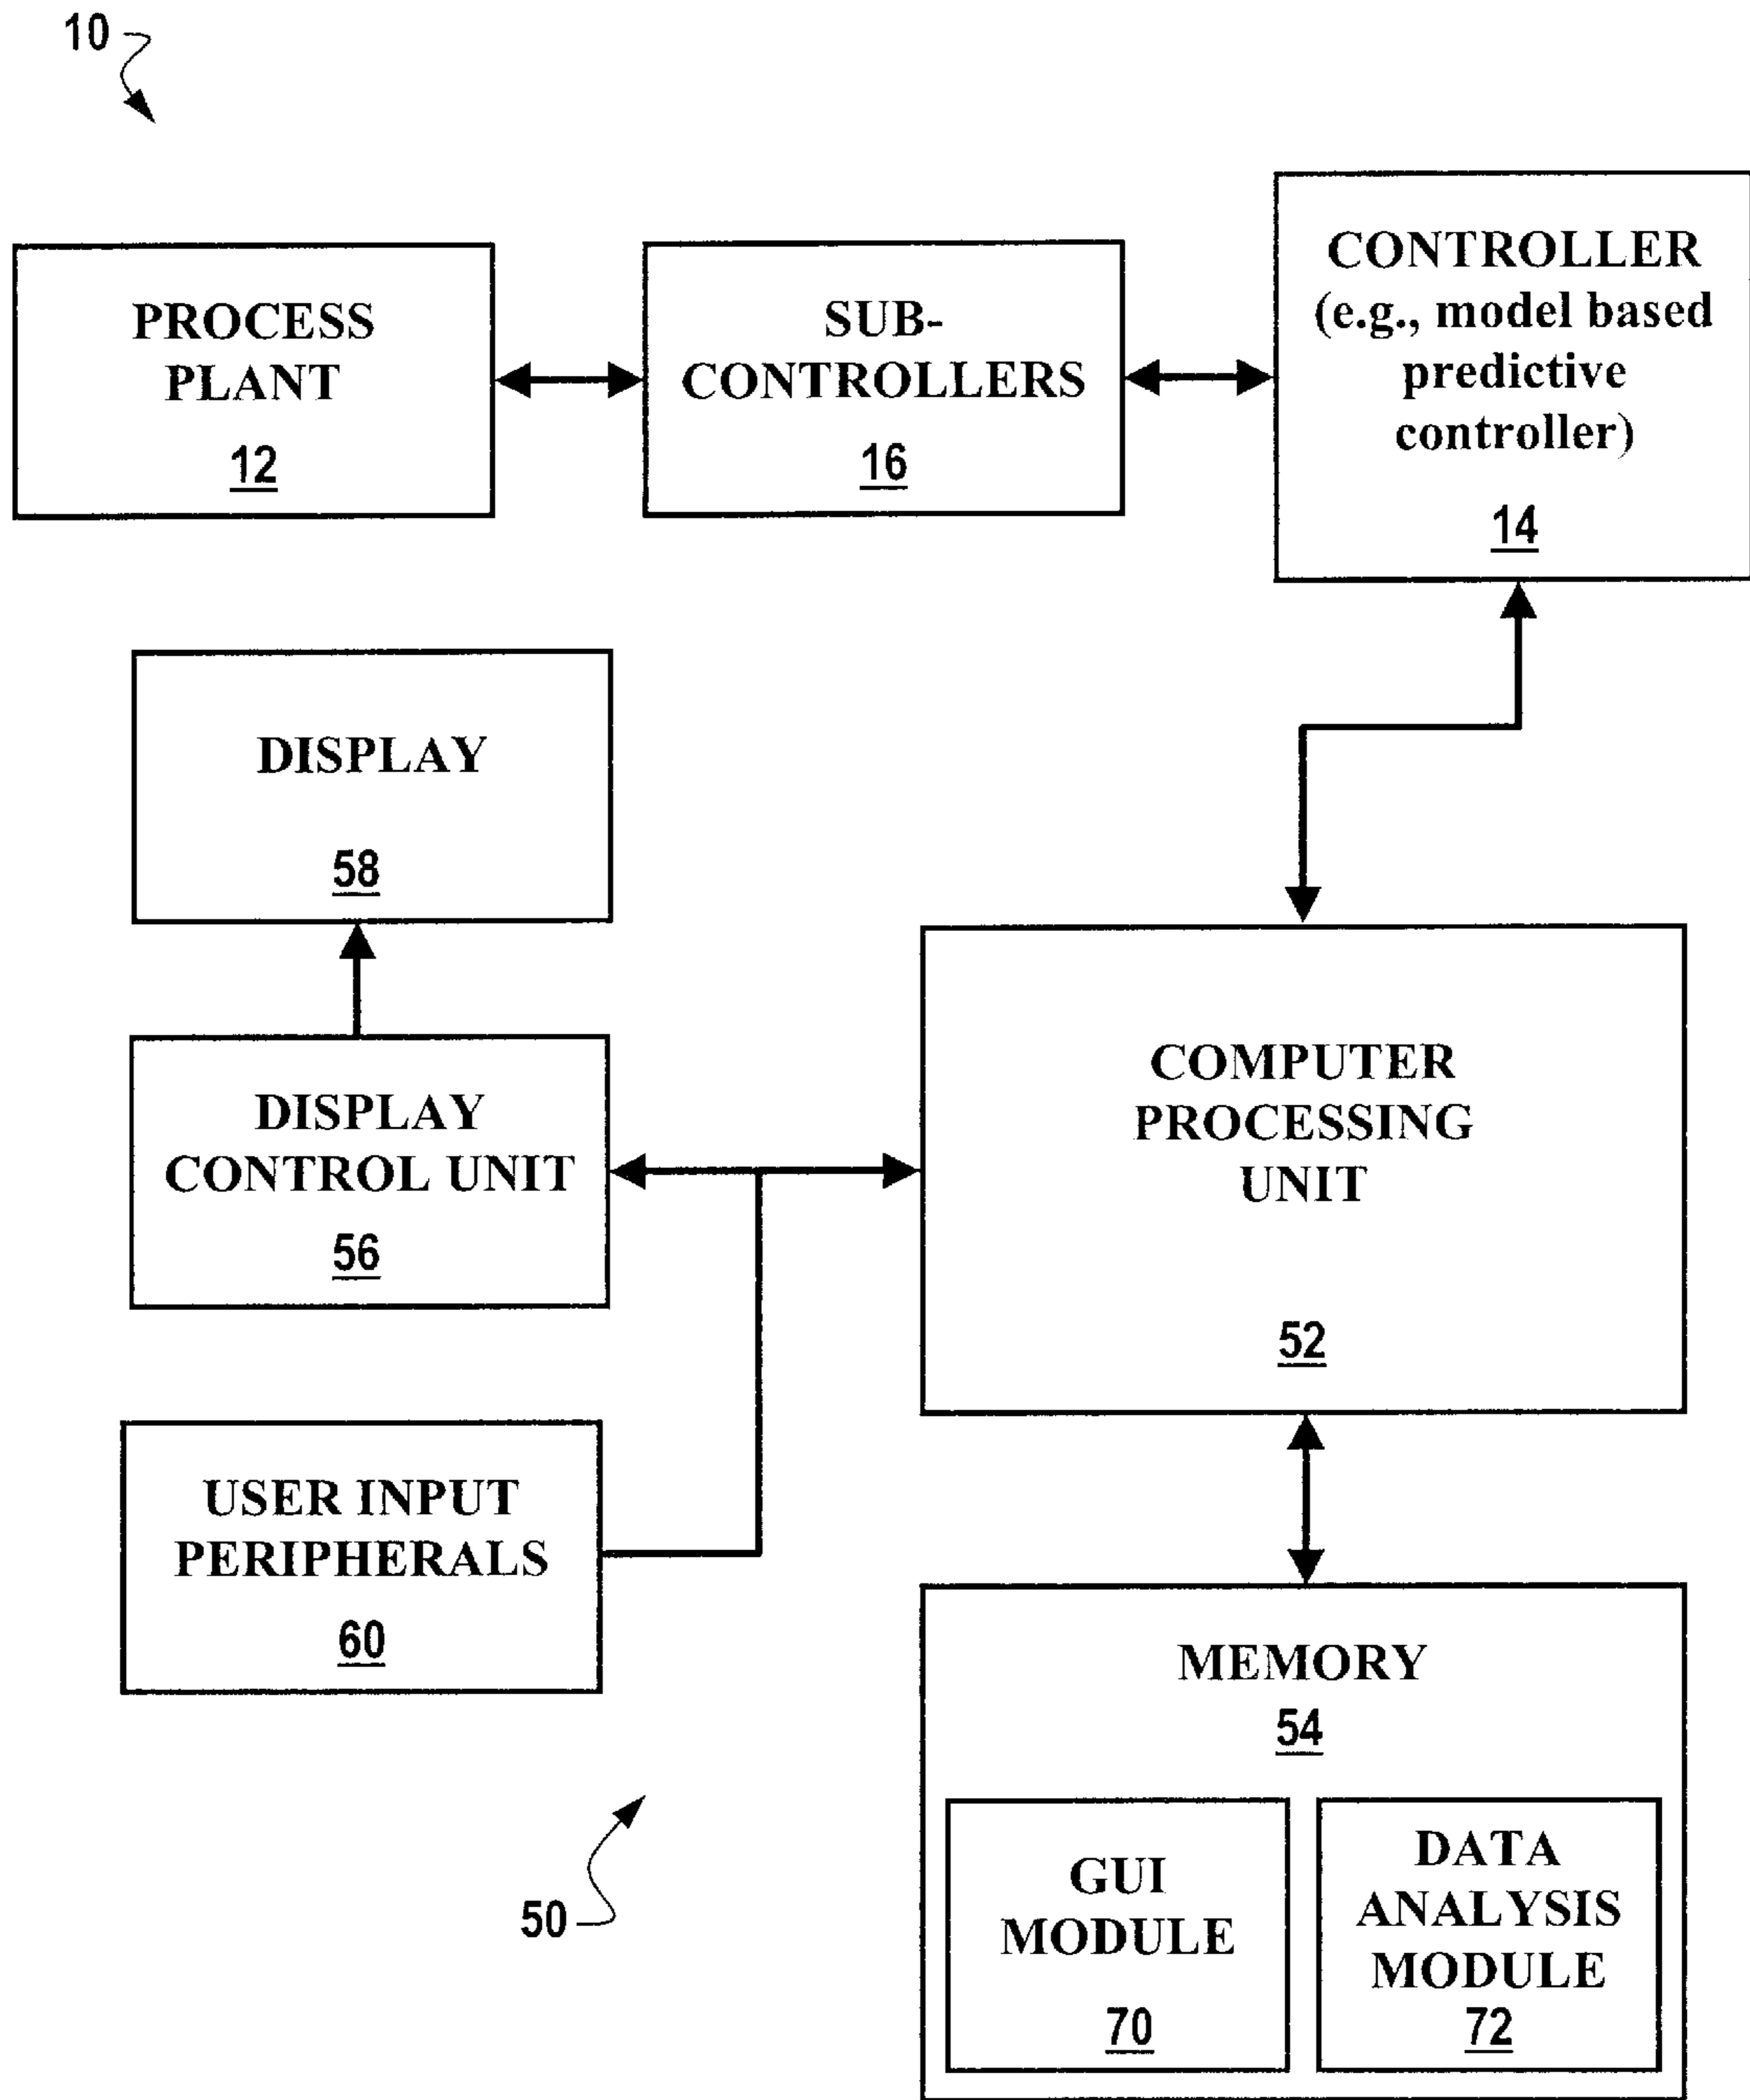 10
PROCESS
PLANT
12
SUB-
CONTROLLERS
16
CONTROLLER
(e.g., model based
predictive
controller)
14
DISPLAY
58
DISPLAY
CONTROL UNIT
56
COMPUTER
PROCESSING
UNIT
52
USER INPUT
PERIPHERALS
60
MEMORY
54
GUI
MODULE
70
DATA
ANALYSIS
MODULE
72
50